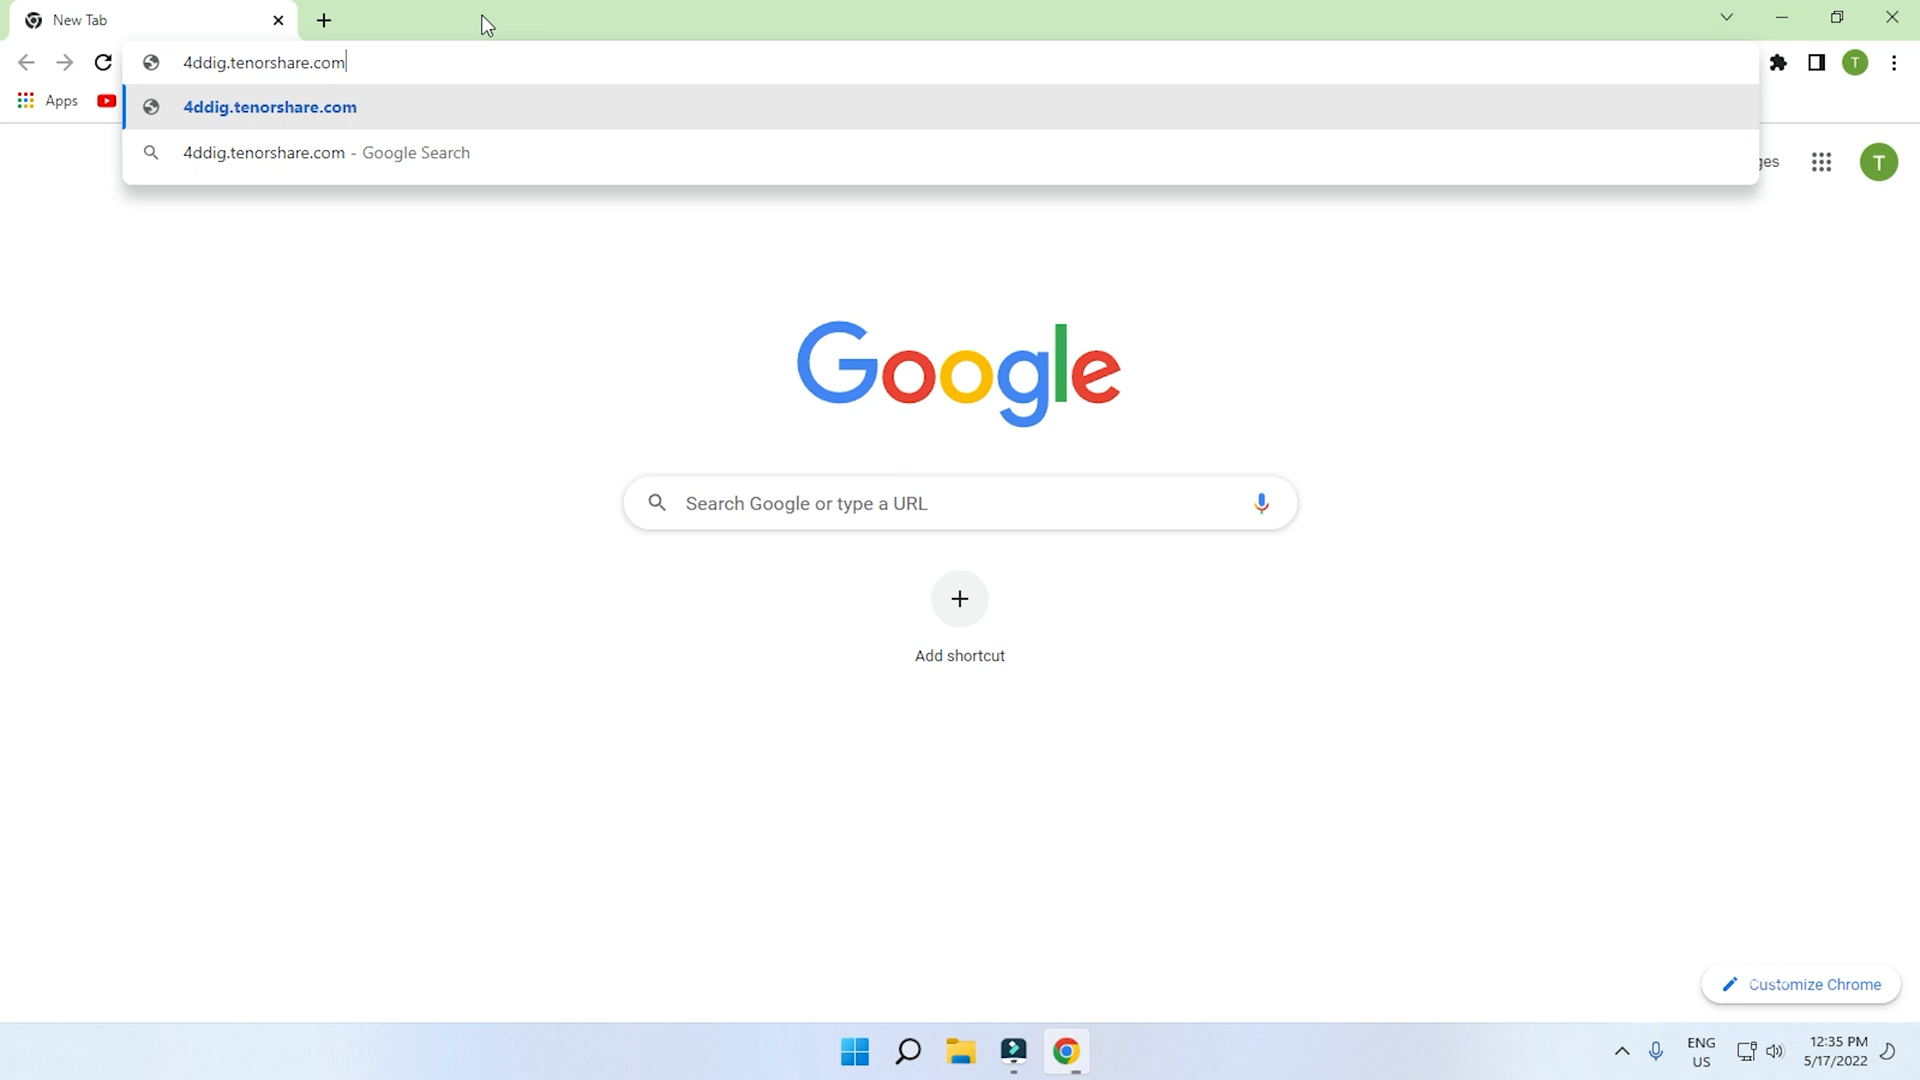 New Tab
4ddig.tenorshare.com
Apps
4ddig.tenorshare.com
4ddig.tenorshare.com - Google Search
T
T
Google
Search Google or type a URL
Add shortcut
Customize Chrome
ENG
US
12:35 PM
5/17/2022